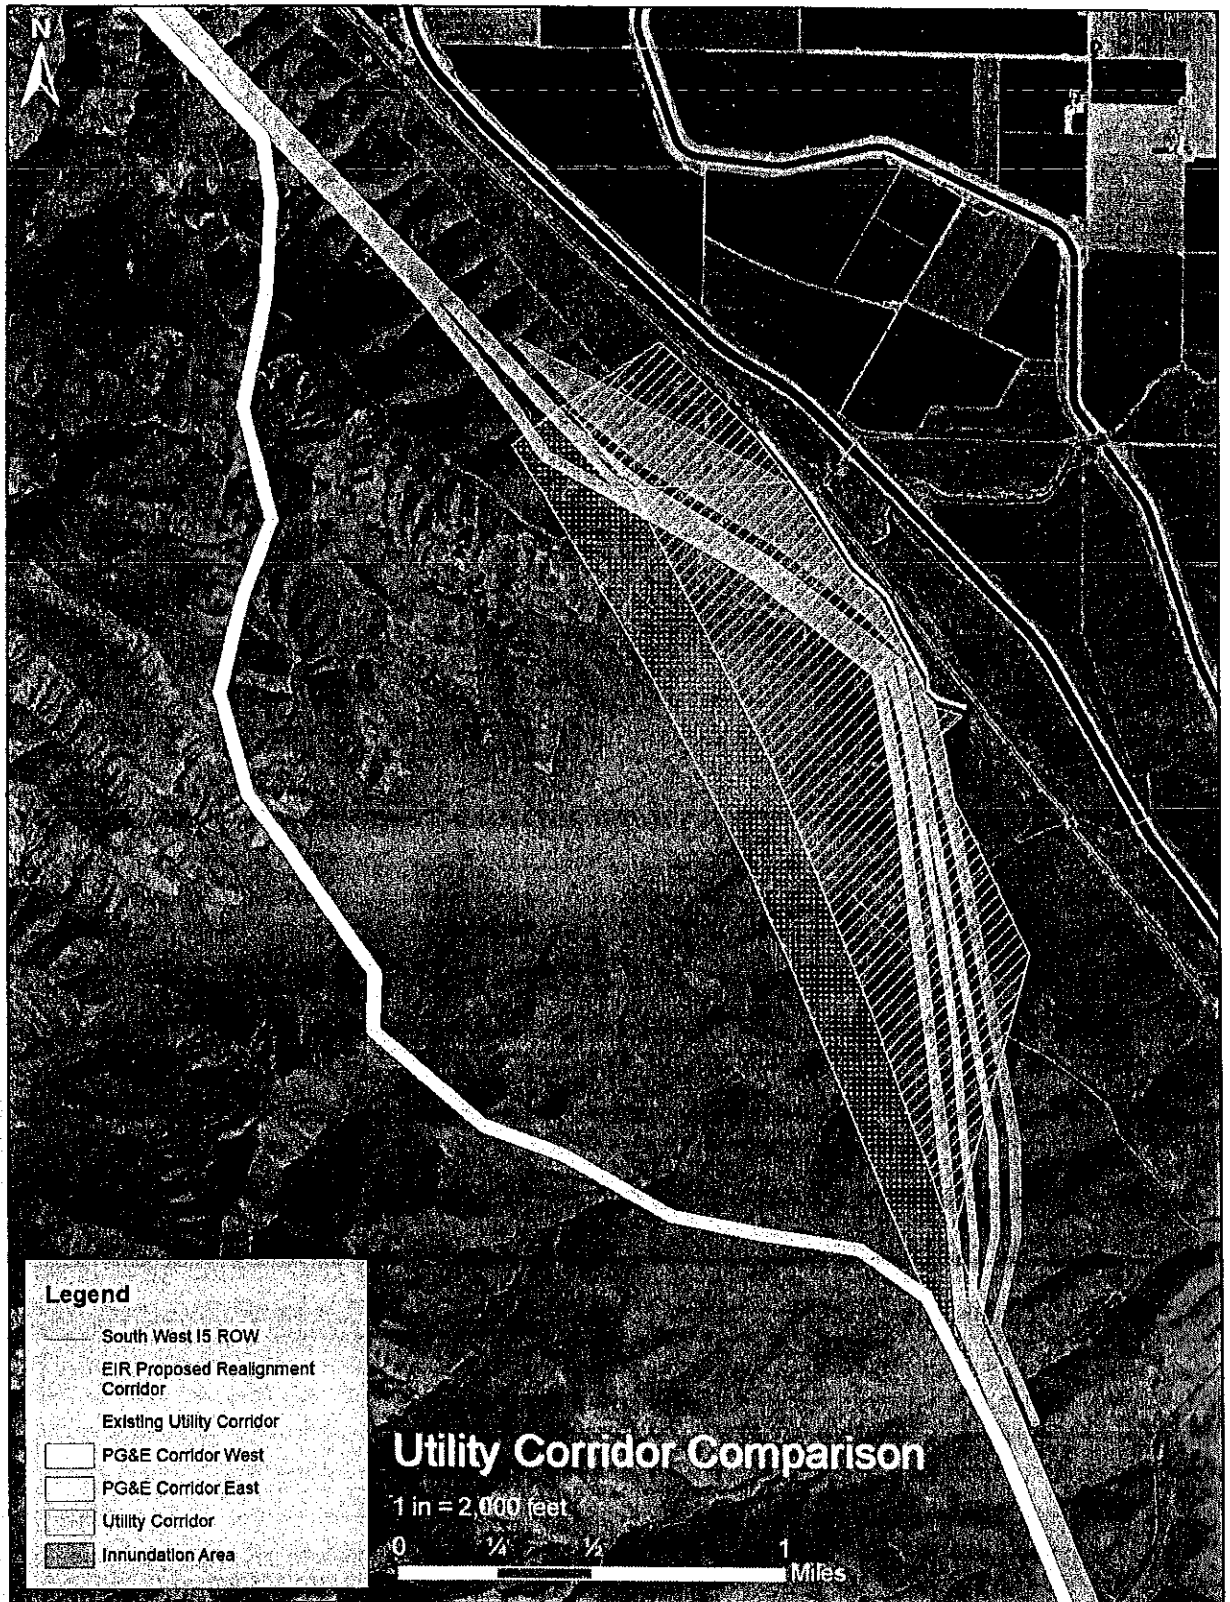 N
Legend
South West I5 ROW
EIR Proposed Realignment
Corridor
Existing Utility Corridor
PG&E Corridor West
PG&E Corridor East
Utility Corridor
Innundation Area
Utility Corridor Comparison
1 in = 2,000 feet
0 ¼ ½ 1
Miles